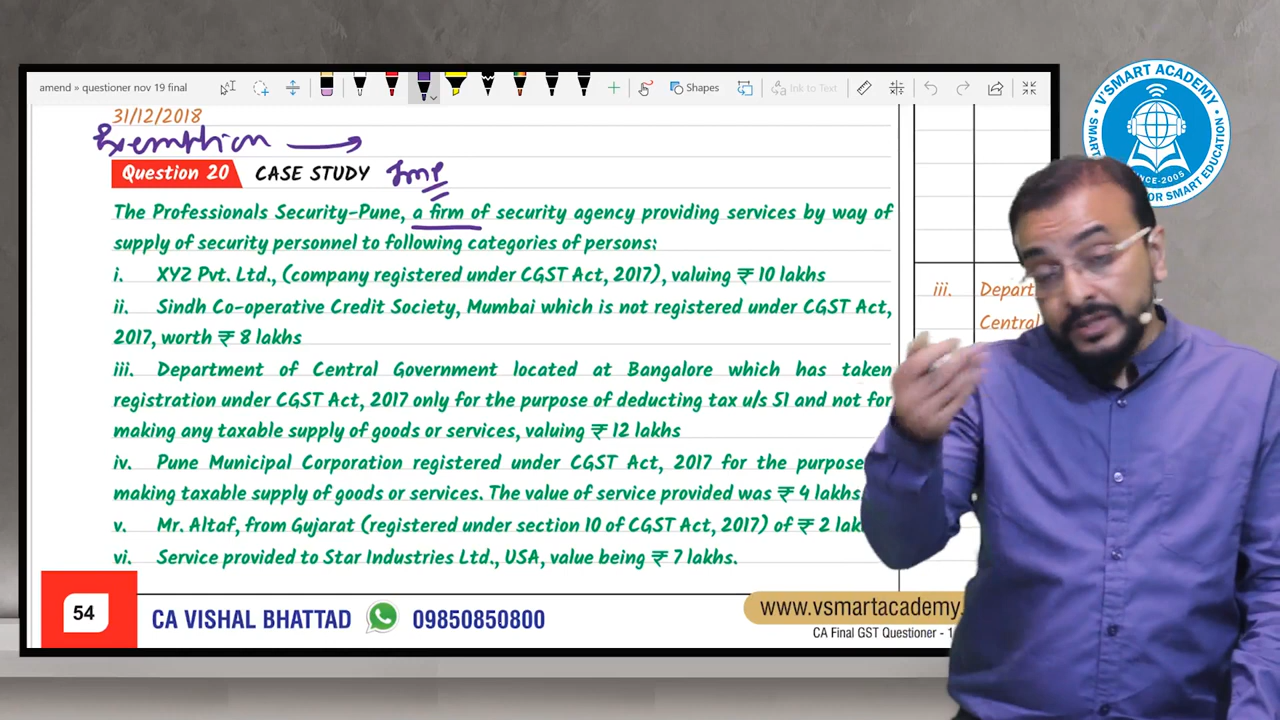 amend » questioner nov 19 final
Shapes
Ink to Text
31/12/2018
Exemption
Question 20 CASE STUDY Imp
The Professionals Security-Pune, a firm of security agency providing services by way of
supply of security personnel to following categories of persons:
i. XYZ Pvt. Ltd., (company registered under CGST Act, 2017), valuing ₹ 10 lakhs
ii. Sindh Co-operative Credit Society, Mumbai which is not registered under CGST Act,
2017, worth ₹ 8 lakhs
iii. Department of Central Government located at Bangalore which has taken
registration under CGST Act, 2017 only for the purpose of deducting tax u/s 51 and not for
making any taxable supply of goods or services, valuing ₹ 12 lakhs
iv. Pune Municipal Corporation registered under CGST Act, 2017 for the purpose
making taxable supply of goods or services. The value of service provided was ₹ 4 lakhs
v. Mr. Altaf, from Gujarat (registered under section 10 of CGST Act, 2017) of ₹ 2
vi. Service provided to Star Industries Ltd., USA, value being ₹ 7 lakhs.
54
CA VISHAL BHATTAD 09850850800
www.vsmartacademy.
CA Final GST Questioner -
iii.
Central
V'SMART ACADEMY
SINCE-2005
FOR SMART EDUCATION